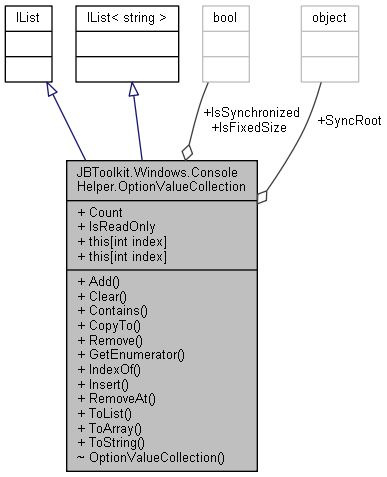 IList
IList< string >
bool
object
+IsSynchronized
+IsFixedSize
+SyncRoot
JBToolkit.Windows.Console
Helper.OptionValueCollection
+ Count
+ IsReadOnly
+ this[int index]
+ this[int index]
+ Add()
+ Clear()
+ Contains()
+ CopyTo()
+ Remove()
+ GetEnumerator()
+ IndexOf()
+ Insert()
+ RemoveAt()
+ ToList()
+ ToArray()
+ ToString()
~ OptionValueCollection()